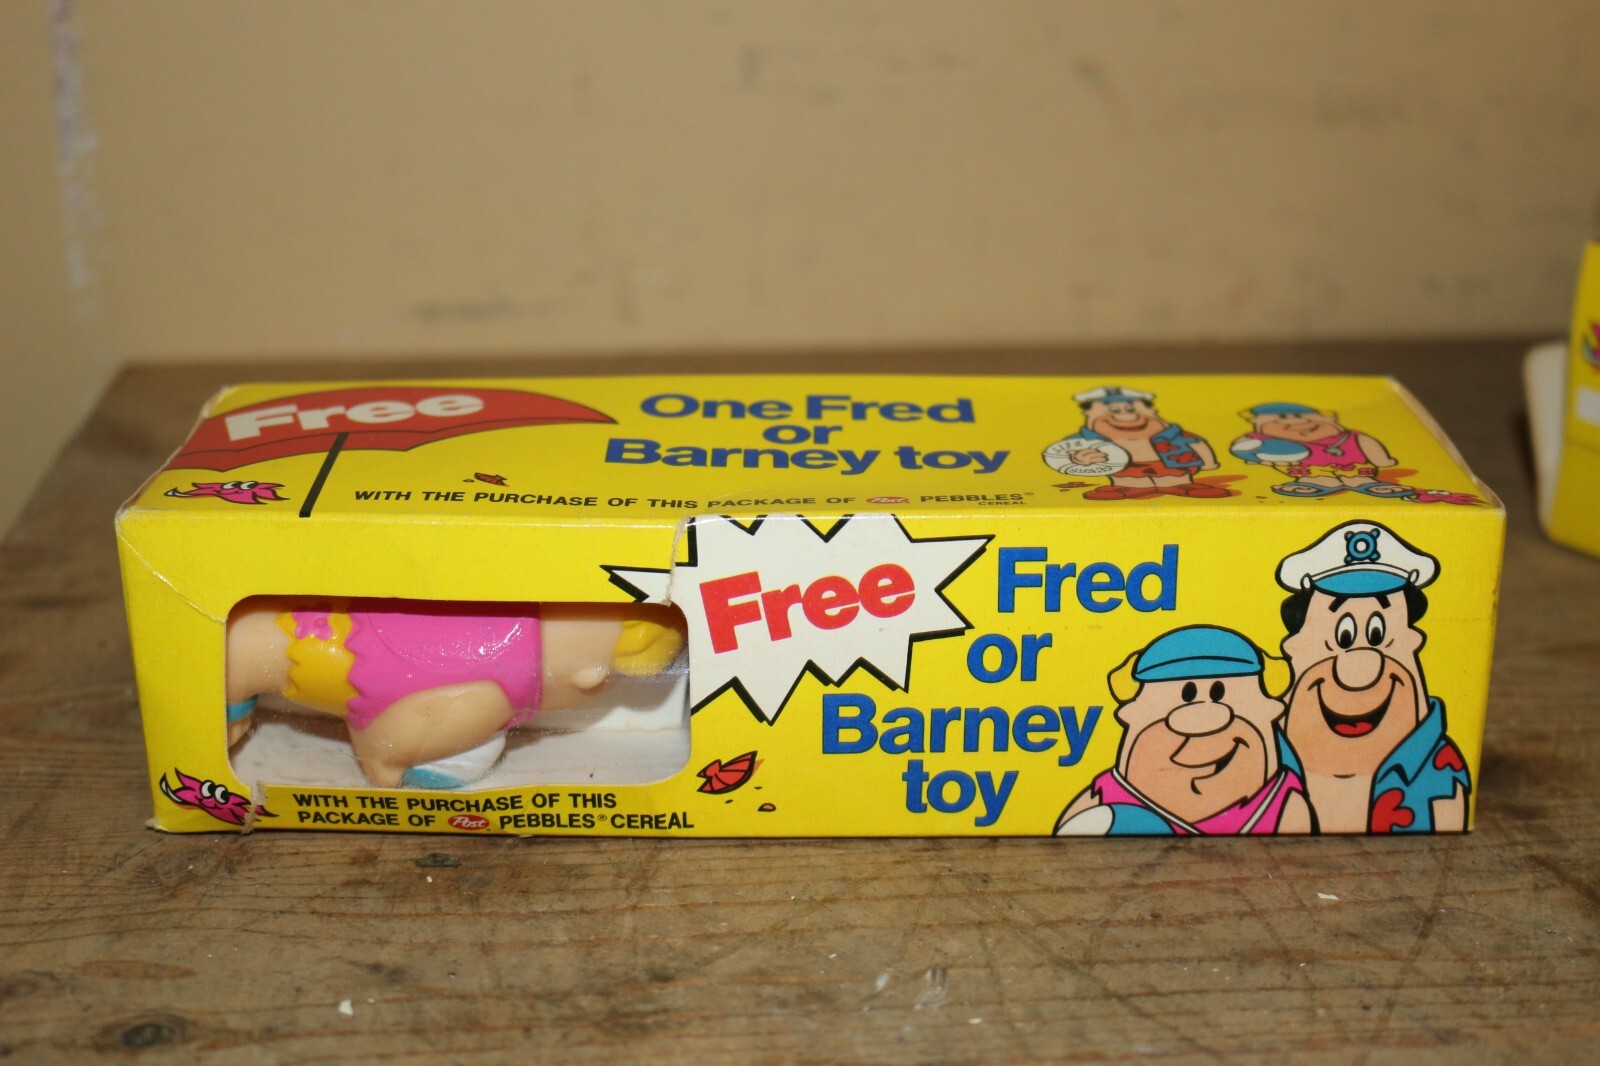 Free
One Fred
or
Barney toy
WITH THE PURCHASE OF THIS PACKAGE OF Post PEBBLES®
CEREAL
Free
Fred
or
Barney
toy
WITH THE PURCHASE OF THIS
PACKAGE OF Post PEBBLES® CEREAL